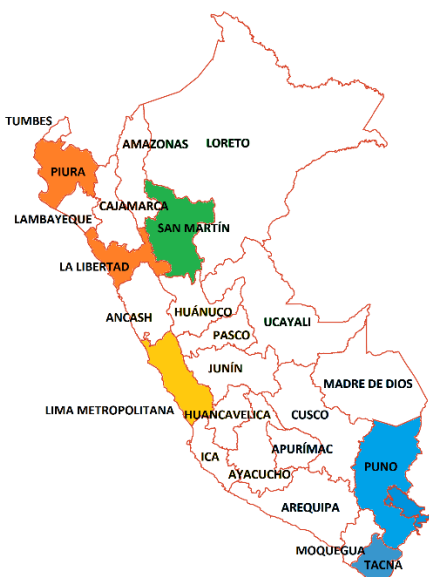 TUMBES
AMAZONAS
LORETO
PIURA
CAJAMARCA
LAMBAYEQUE
SAN MARTÍN
LA LIBERTAD
ANCASH
HUÁNUCO
UCAYALI
PASCO
JUNÍN
MADRE DE DIOS
LIMA METROPOLITANA
HUANCAVELICA
CUSCO
ICA
APURÍMAC
PUNO
AYACUCHO
AREQUIPA
MOQUEGUA
TACNA